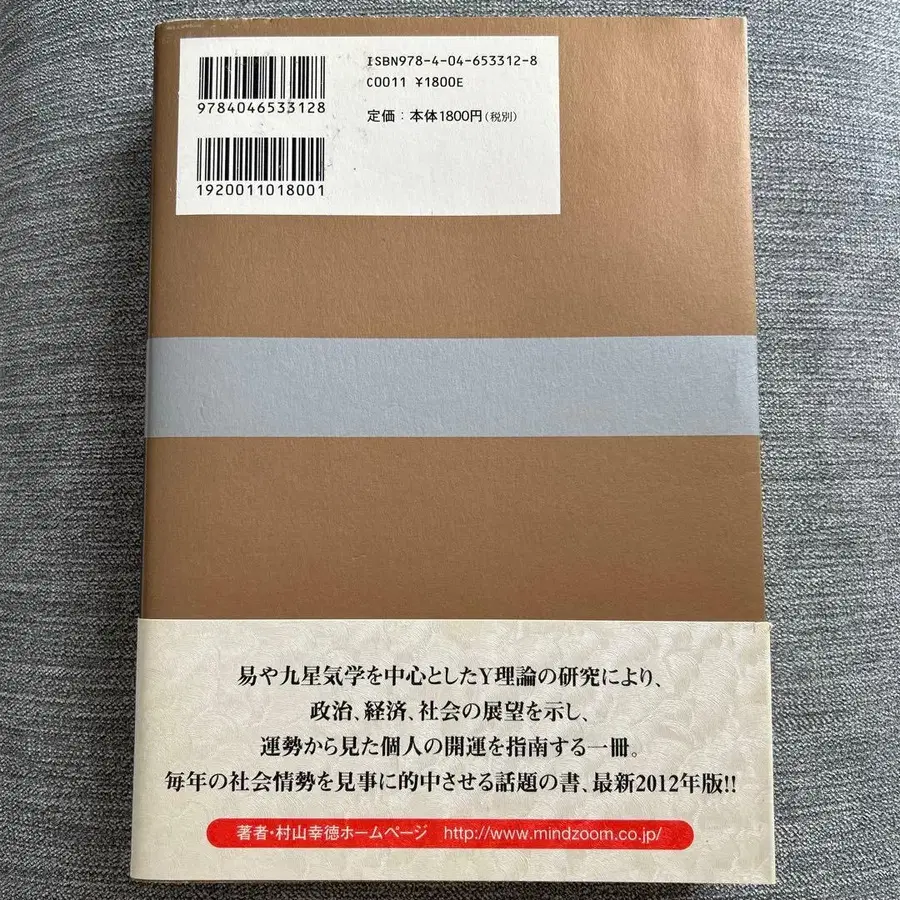 ISBN978-4-04-653312-8
C0011 ¥1800E
定価：本体1800円（税別）
9784046533128
1920011018001
易や九星気学を中心としたY理論の研究により、
政治、経済、社会の展望を示し、
運勢から見た個人の開運を指南する一冊。
毎年の社会情勢を見事に的中させる話題の書、最新2012年版!!
著者・村山幸徳ホームページ http://www.mindzoom.co.jp/